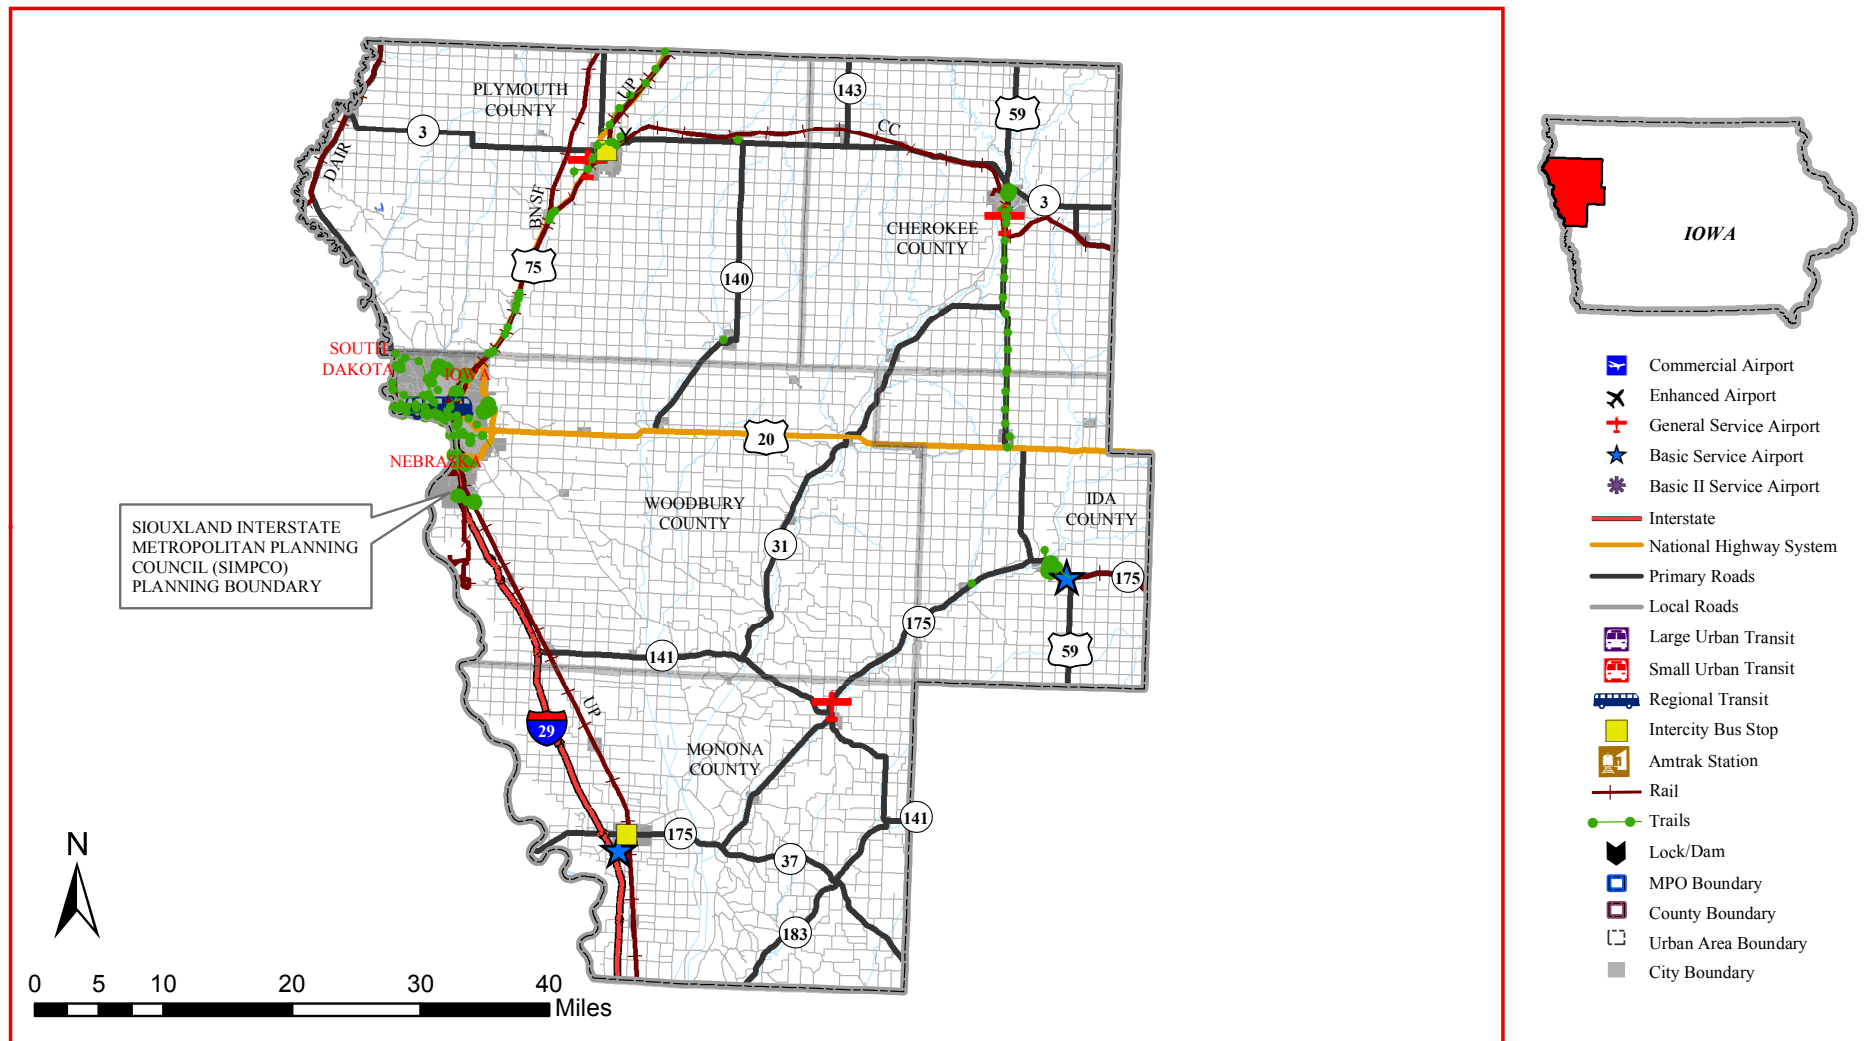 PLYMOUTH
COUNTY
UP
143
59
3
CC
DAIR
BNSF
3
CHEROKEE
COUNTY
75
140
SOUTH
DAKOTA
IOWA
20
NEBRASKA
WOODBURY
COUNTY
IDA
COUNTY
SIOUXLAND INTERSTATE
METROPOLITAN PLANNING
COUNCIL (SIMPCO)
PLANNING BOUNDARY
31
175
175
59
141
UP
29
MONONA
COUNTY
175
141
37
183
N
0 5 10 20 30 40
Miles
IOWA
Commercial Airport
Enhanced Airport
General Service Airport
Basic Service Airport
Basic II Service Airport
Interstate
National Highway System
Primary Roads
Local Roads
Large Urban Transit
Small Urban Transit
Regional Transit
Intercity Bus Stop
Amtrak Station
Rail
Trails
Lock/Dam
MPO Boundary
County Boundary
Urban Area Boundary
City Boundary